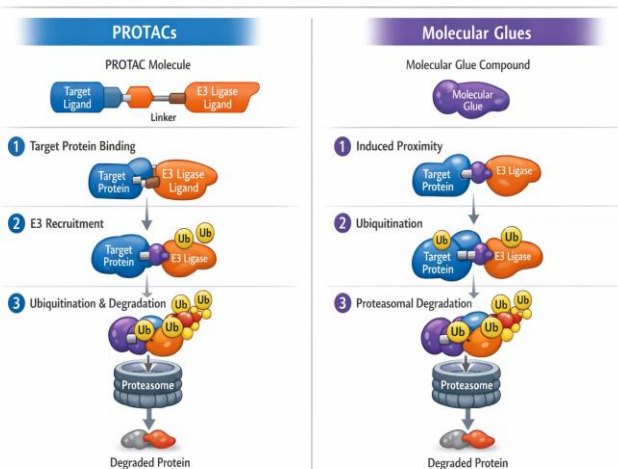 PROTACs
PROTAC Molecule
Target
Ligand
E3 Ligase
Ligand
Linker
1 Target Protein Binding
Target
Protein
E3 Ligase
Ligand
2 E3 Recruitment
Ub
Ub
Target
Protein
E3 Ligase
3 Ubiquitination & Degradation
Ub
Ub
Ub
Ub
Proteasome
Degraded Protein
Molecular Glues
Molecular Glue Compound
Molecular
Glue
1 Induced Proximity
Target
Protein
E3 Ligase
2 Ubiquitination
Ub
Ub
Target
Protein
E3 Ligase
3 Proteasomal Degradation
Ub
Ub
Ub
Ub
Proteasome
Degraded Protein